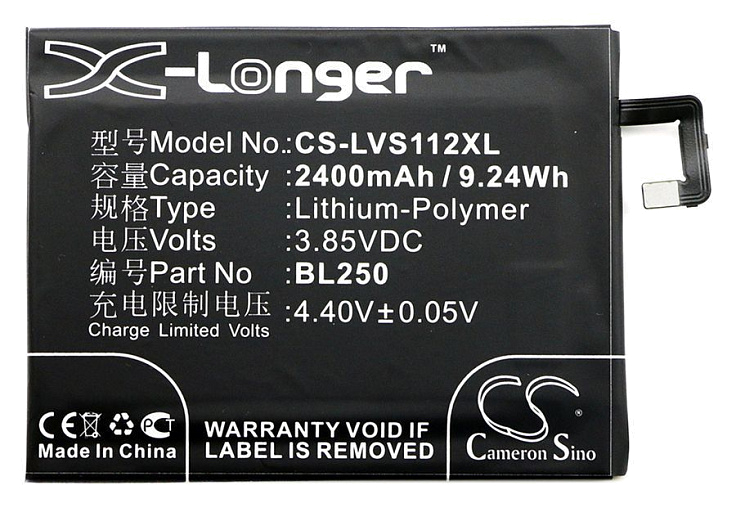 X-Longer™
型号Model No.:CS-LVS112XL
容量Capacity :2400mAh / 9.24Wh
规格Type :Lithium-Polymer
电压Volts :3.85VDC
编号Part No :BL250
充电限制电压 :4.40V±0.05V
Charge Limited Volts
CE PCT
Made In China
WARRANTY VOID IF
LABEL IS REMOVED
CS®
Cameron Sino